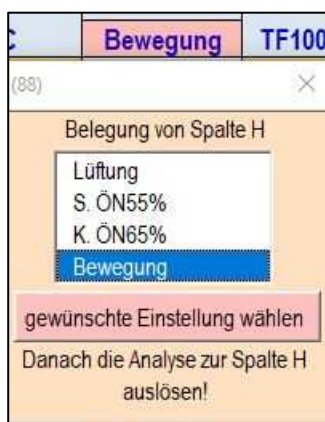 C Bewegung TF100
(88)
Belegung von Spalte H
Lüftung
S. ÖN55%
K. ÖN65%
Bewegung
gewünschte Einstellung wählen
Danach die Analyse zur Spalte H
auslösen!